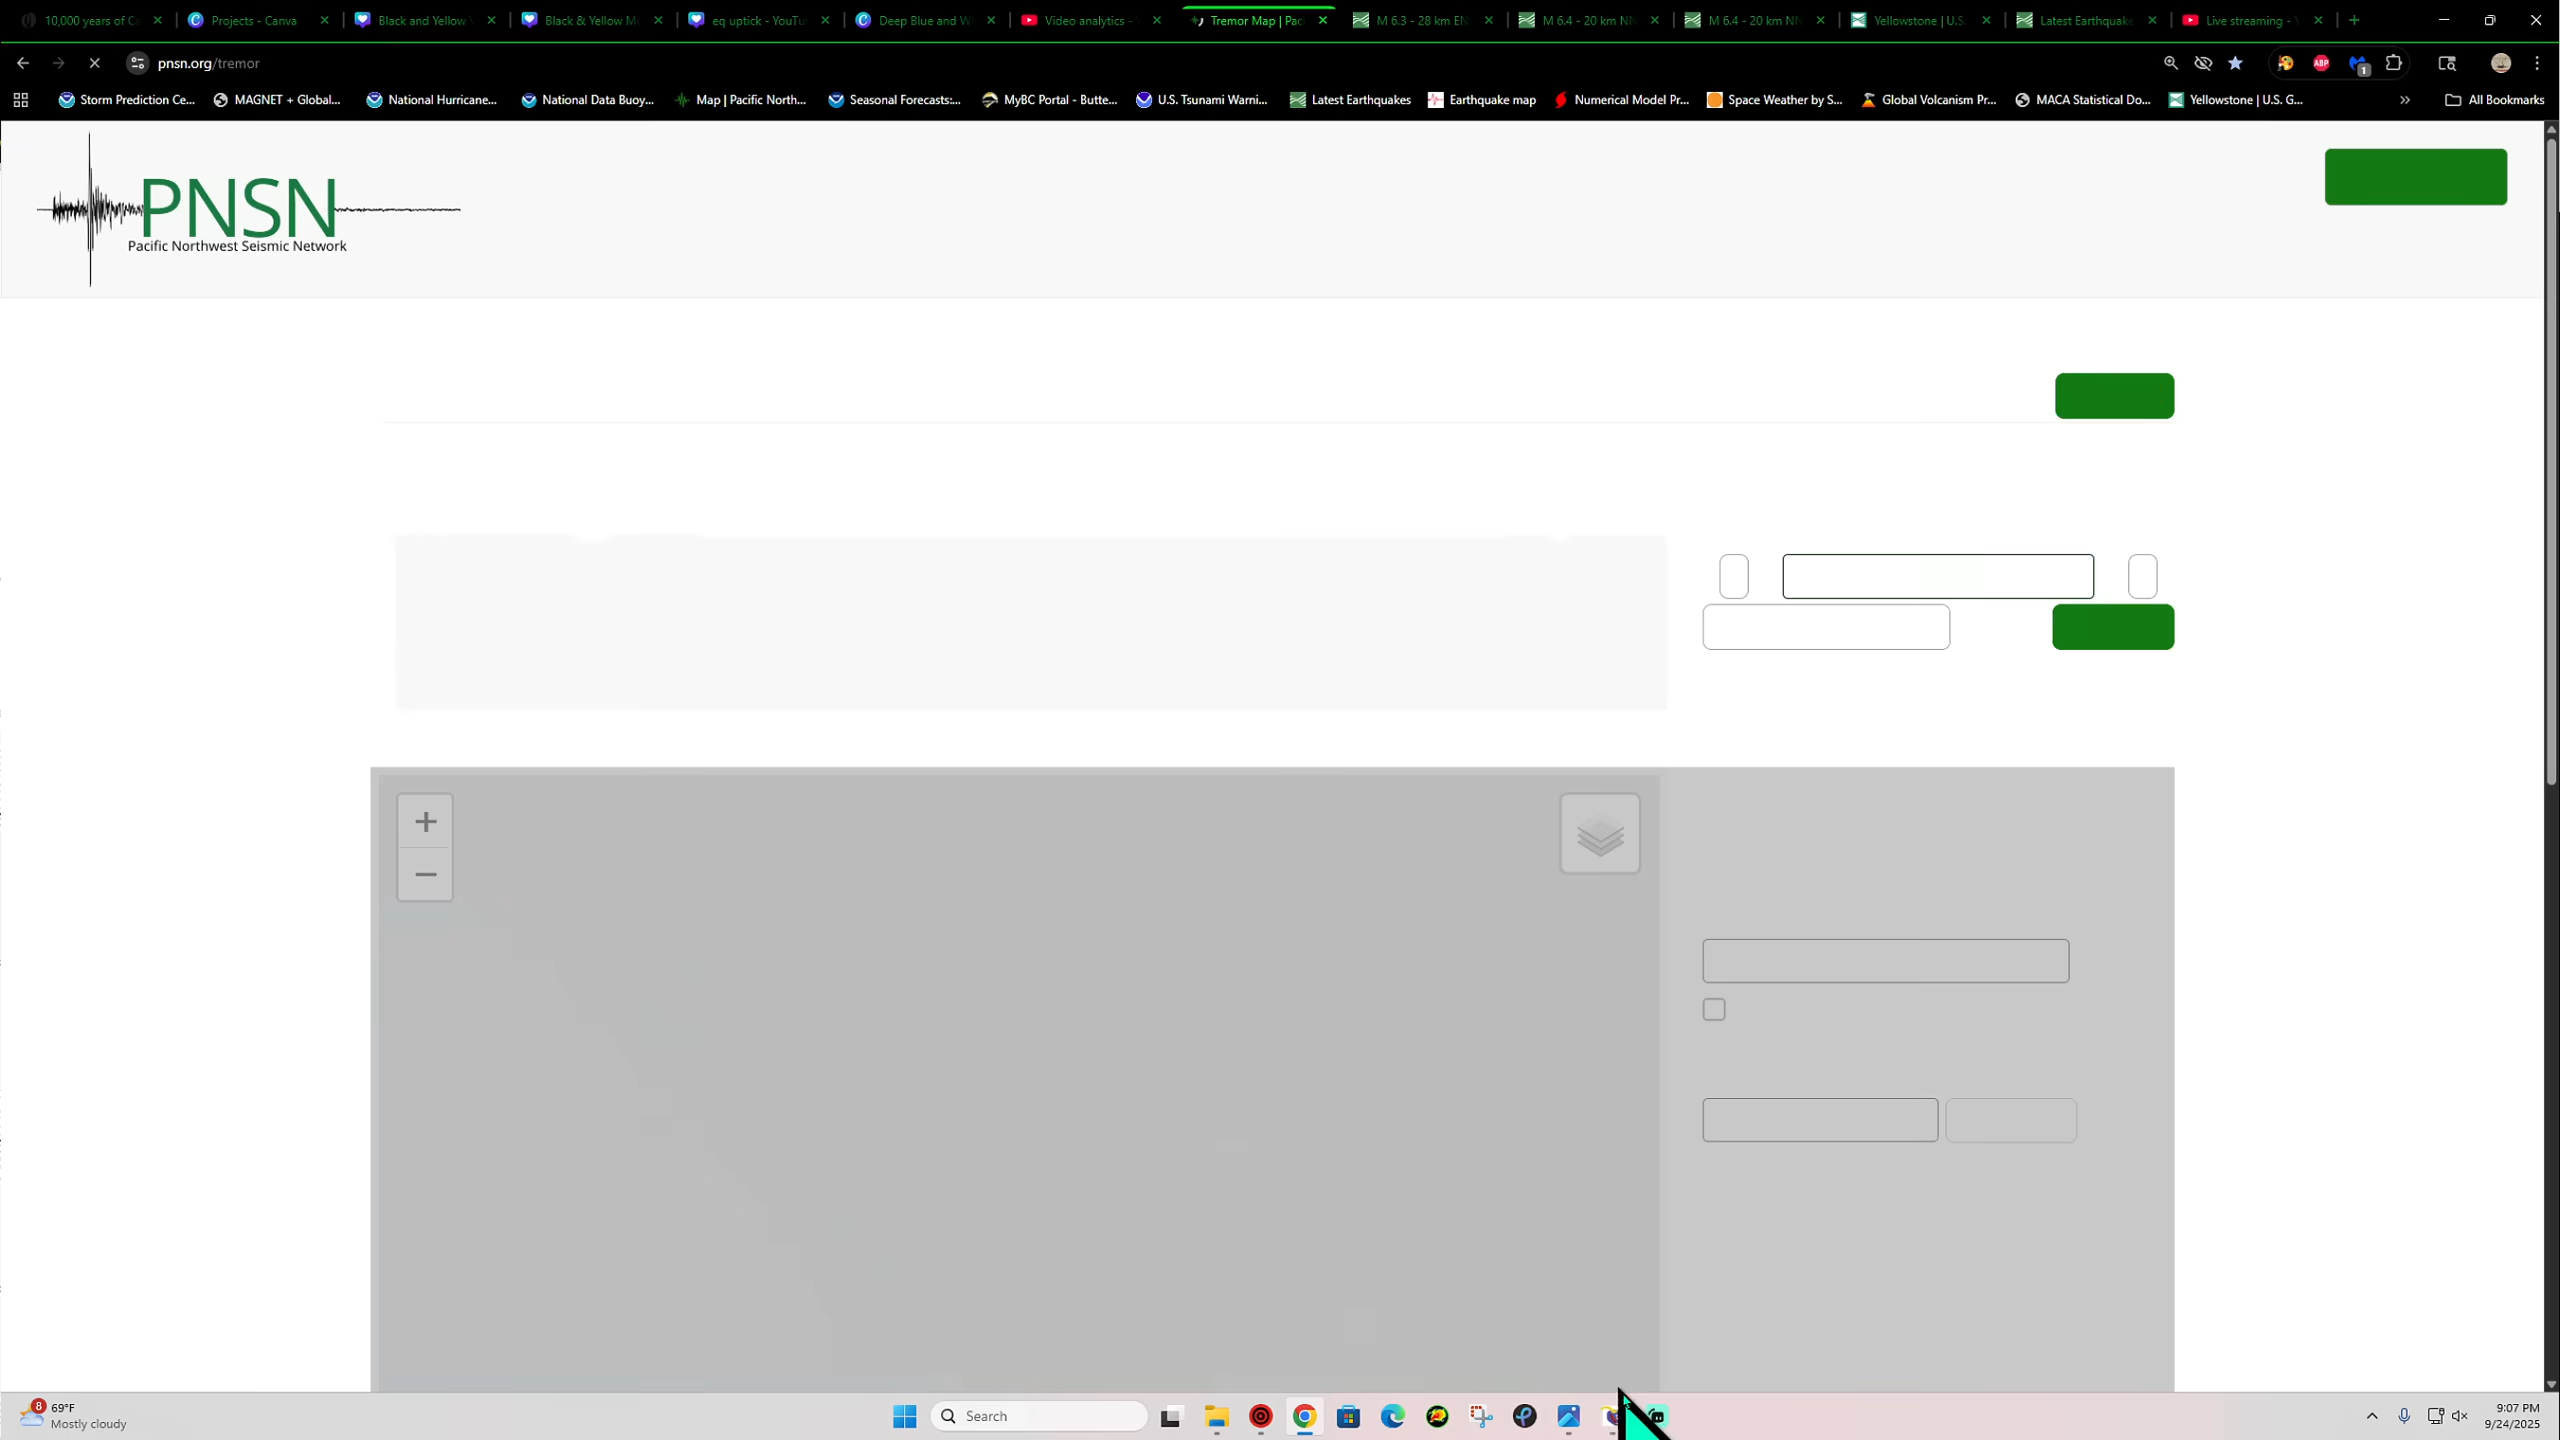 10,000 years of C
Projects - Canva
Black and Yellow
Black & Yellow M
eq uptick - YouTu
Deep Blue and W
Video analytics -
Tremor Map | Pac
M 6.3 - 28 km EN
M 6.4 - 20 km NN
M 6.4 - 20 km NN
Yellowstone | U.S.
Latest Earthquake
Live streaming -
pnsn.org/tremor
ABP
1
Storm Prediction Ce...
MAGNET + Global...
National Hurricane...
National Data Buoy...
Map | Pacific North...
Seasonal Forecasts:...
MyBC Portal - Butte...
U.S. Tsunami Warni...
Latest Earthquakes
Earthquake map
Numerical Model Pr...
Space Weather by S...
Global Volcanism Pr...
MACA Statistical Do...
Yellowstone | U.S. G...
All Bookmarks
PNSN
Pacific Northwest Seismic Network
+
−
8
69°F
Mostly cloudy
Search
9:07 PM
9/24/2025